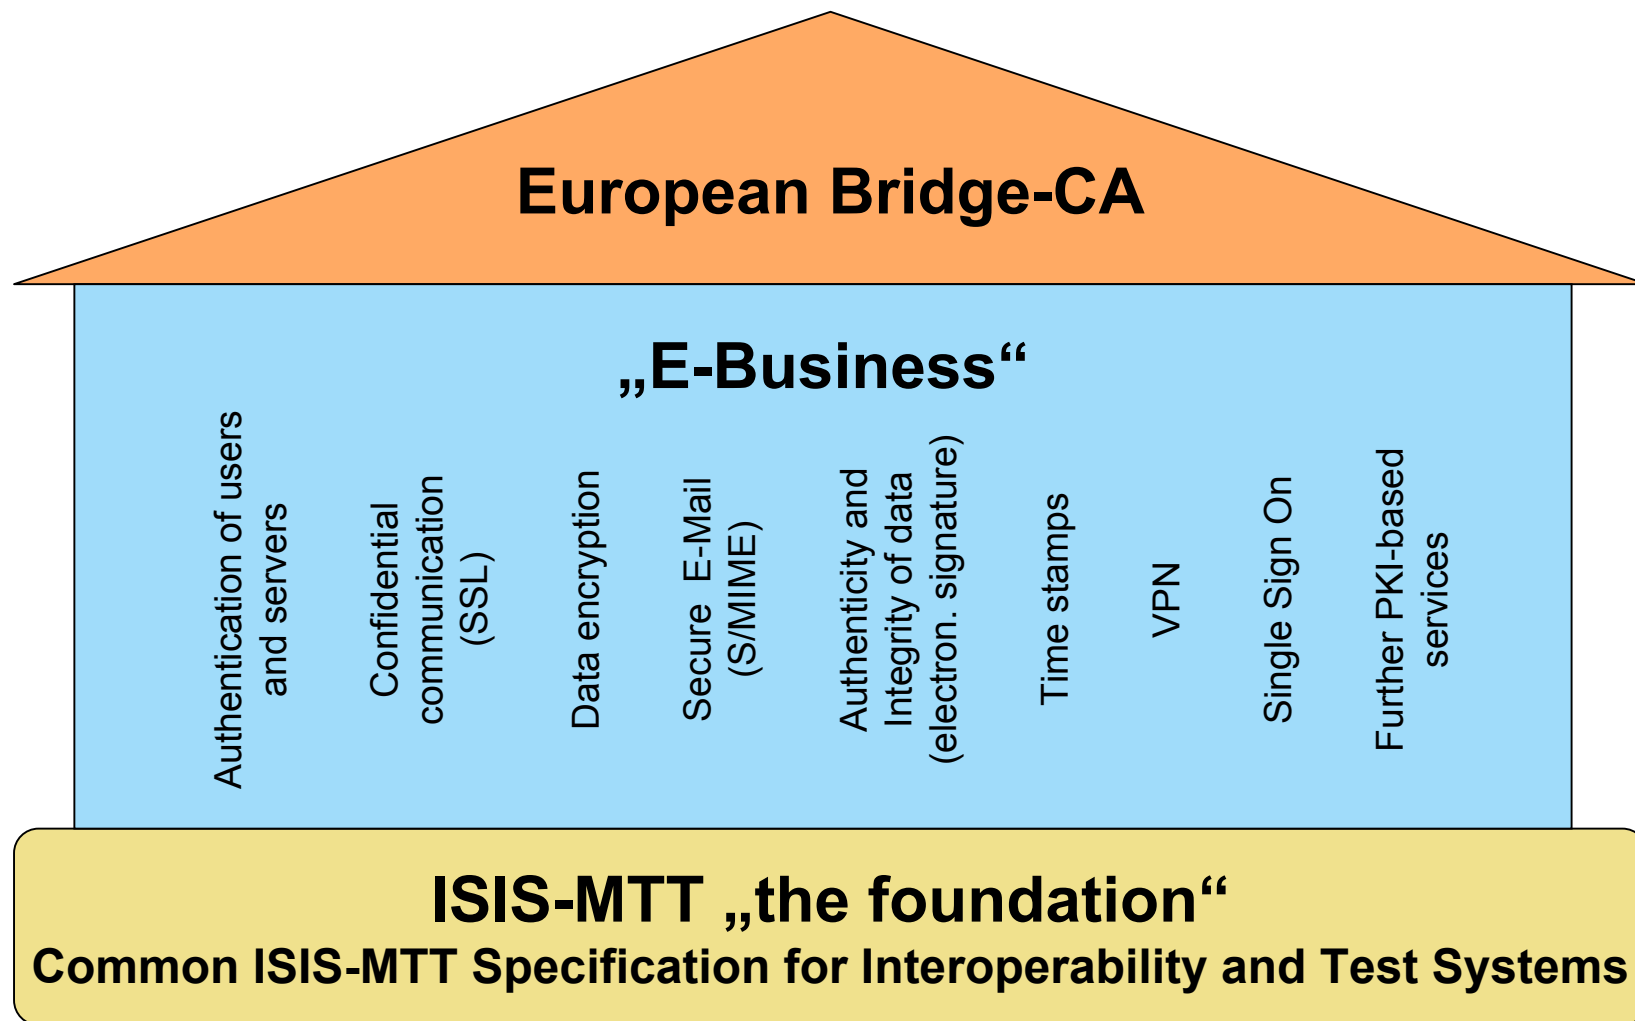 European Bridge-CA
„E-Business“
Authentication of users
and servers
Confidential
communication
(SSL)
Data encryption
Secure E-Mail
(S/MIME)
Authenticity and
Integrity of data
(electron. signature)
Time stamps
VPN
Single Sign On
Further PKI-based
services
ISIS-MTT „the foundation“
Common ISIS-MTT Specification for Interoperability and Test Systems